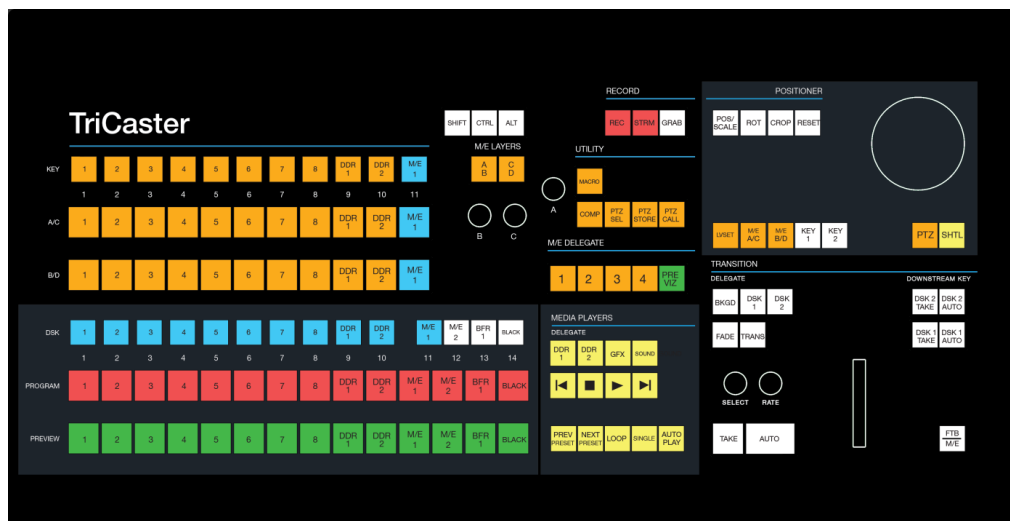 RECORD
POSITIONER
TriCaster
SHIFT CTRL ALT
REC STRM GRAB
POS/ SCALE ROT CROP RESET
M/E LAYERS
UTILITY
KEY 1 2 3 4 5 6 7 8 DDR 1 DDR 2 M/E 1
A B C D
MACRO
1 2 3 4 5 6 7 8 9 10 11
A/C 1 2 3 4 5 6 7 8 DDR 1 DDR 2 M/E 1
B C
A
COMP PTZ SEL PTZ STORE PTZ CALL
LVSET M/E A/C M/E B/D KEY 1 KEY 2 PTZ SHTL
M/E DELEGATE
B/D 1 2 3 4 5 6 7 8 DDR 1 DDR 2 M/E 1
1 2 3 4 PRE VIZ
TRANSITION
DELEGATE
DOWNSTREAM KEY
BKGD DSK 1 DSK 2
DSK 2 TAKE DSK 2 AUTO
MEDIA PLAYERS
DELEGATE
DSK 1 2 3 4 5 6 7 8 DDR 1 DDR 2 M/E 1 M/E 2 BFR 1 BLACK
FADE TRANS
DSK 1 TAKE DSK 1 AUTO
1 2 3 4 5 6 7 8 9 10 11 12 13 14
DDR 1 DDR 2 GFX SOUND
PROGRAM 1 2 3 4 5 6 7 8 DDR 1 DDR 2 M/E 1 M/E 2 BFR 1 BLACK
SELECT RATE
PREVIEW 1 2 3 4 5 6 7 8 DDR 1 DDR 2 M/E 1 M/E 2 BFR 1 BLACK
PREV PRESET NEXT PRESET LOOP SINGLE AUTO PLAY
TAKE AUTO
FTB M/E